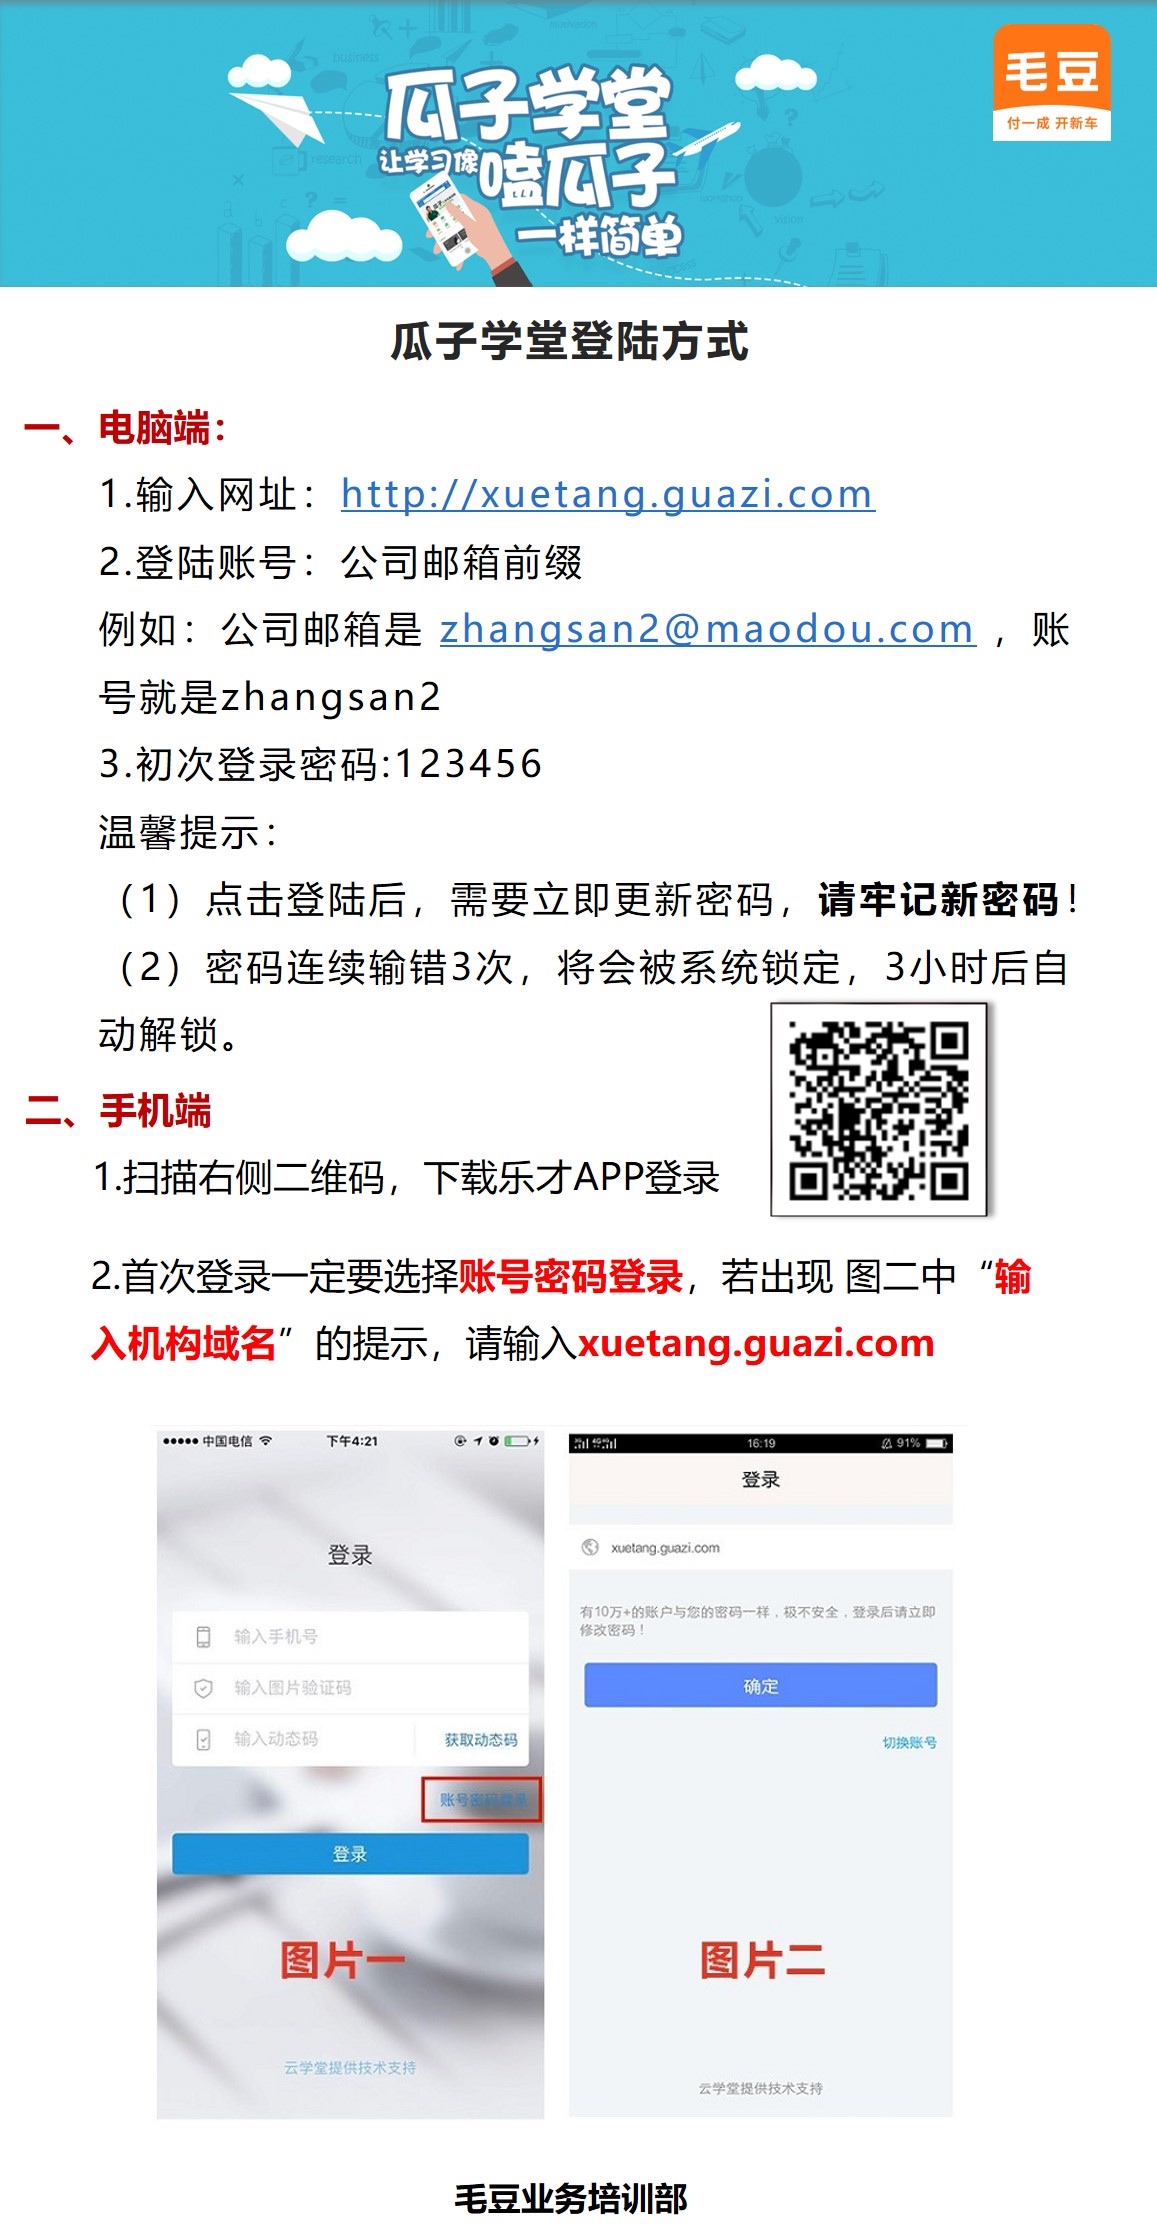 瓜子学堂
让学习像
嗑瓜子
一样简单
毛豆
付一成 开新车
business
research
vision
瓜子学堂登陆方式
一、电脑端：
1.输入网址：http://xuetang.guazi.com
2.登陆账号：公司邮箱前缀
例如：公司邮箱是 zhangsan2@maodou.com ，账
号就是zhangsan2
3.初次登录密码:123456
温馨提示：
（1）点击登陆后，需要立即更新密码，请牢记新密码！
（2）密码连续输错3次，将会被系统锁定，3小时后自
动解锁。
二、手机端
1.扫描右侧二维码，下载乐才APP登录
2.首次登录一定要选择账号密码登录，若出现 图二中“输
入机构域名”的提示，请输入xuetang.guazi.com
中国电信 下午4:21
登录
输入手机号
输入图片验证码
输入动态码 获取动态码
账号密码登录
登录
图片一
云学堂提供技术支持
3G 4G 16:19 91%
登录
xuetang.guazi.com
有10万+的账户与您的密码一样，极不安全，登录后请立即
修改密码！
确定
切换账号
图片二
云学堂提供技术支持
毛豆业务培训部